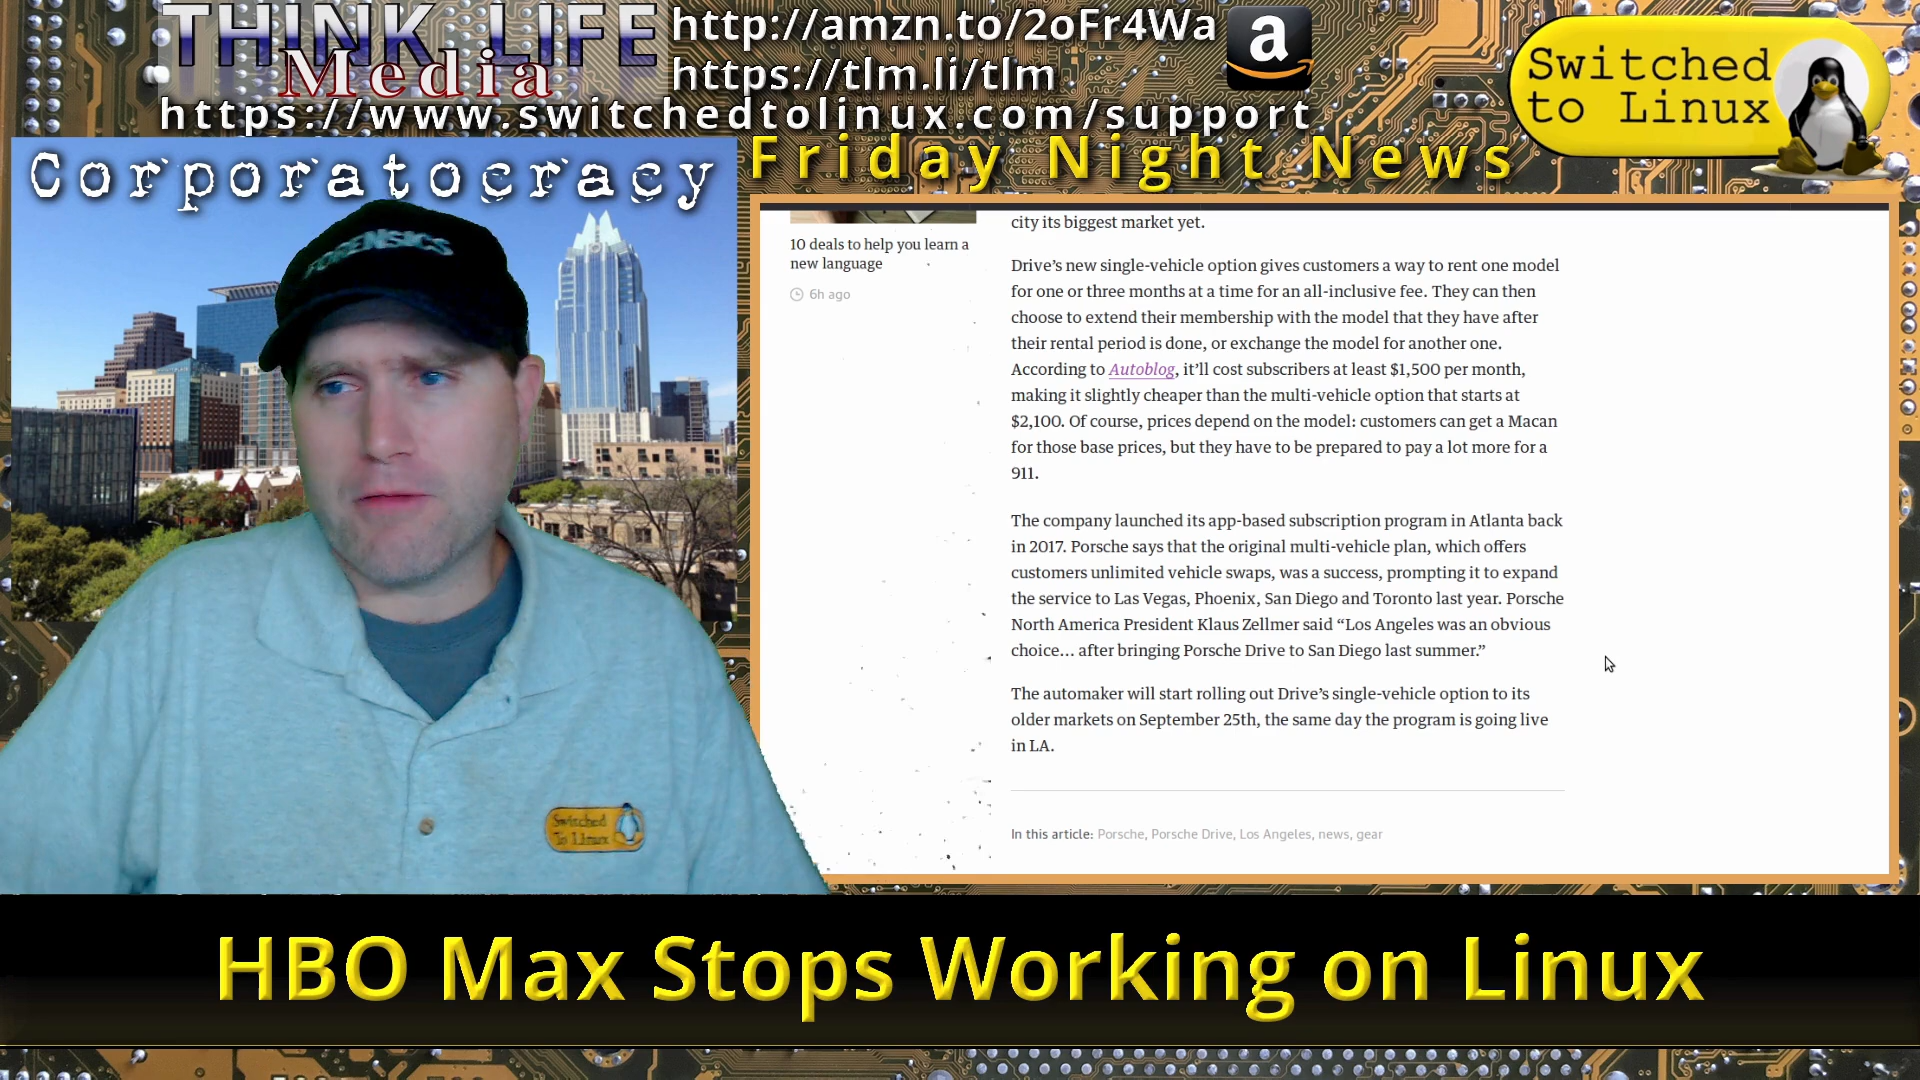 THINK LIFE
Media
http://amzn.to/2oFr4Wa
https://tlm.li/tlm
https://www.switchedtolinux.com/support
a
Switched
to Linux
Corporatocracy
Friday Night News
FORENSICS
10 deals to help you learn a
new language
6h ago
city its biggest market yet.
Drive’s new single-vehicle option gives customers a way to rent one model
for one or three months at a time for an all-inclusive fee. They can then
choose to extend their membership with the model that they have after
their rental period is done, or exchange the model for another one.
According to Autoblog, it’ll cost subscribers at least $1,500 per month,
making it slightly cheaper than the multi-vehicle option that starts at
$2,100. Of course, prices depend on the model: customers can get a Macan
for those base prices, but they have to be prepared to pay a lot more for a
911.
The company launched its app-based subscription program in Atlanta back
in 2017. Porsche says that the original multi-vehicle plan, which offers
customers unlimited vehicle swaps, was a success, prompting it to expand
the service to Las Vegas, Phoenix, San Diego and Toronto last year. Porsche
North America President Klaus Zellmer said “Los Angeles was an obvious
choice... after bringing Porsche Drive to San Diego last summer.”
The automaker will start rolling out Drive’s single-vehicle option to its
older markets on September 25th, the same day the program is going live
in LA.
In this article: Porsche, Porsche Drive, Los Angeles, news, gear
Switched
To Linux
HBO Max Stops Working on Linux